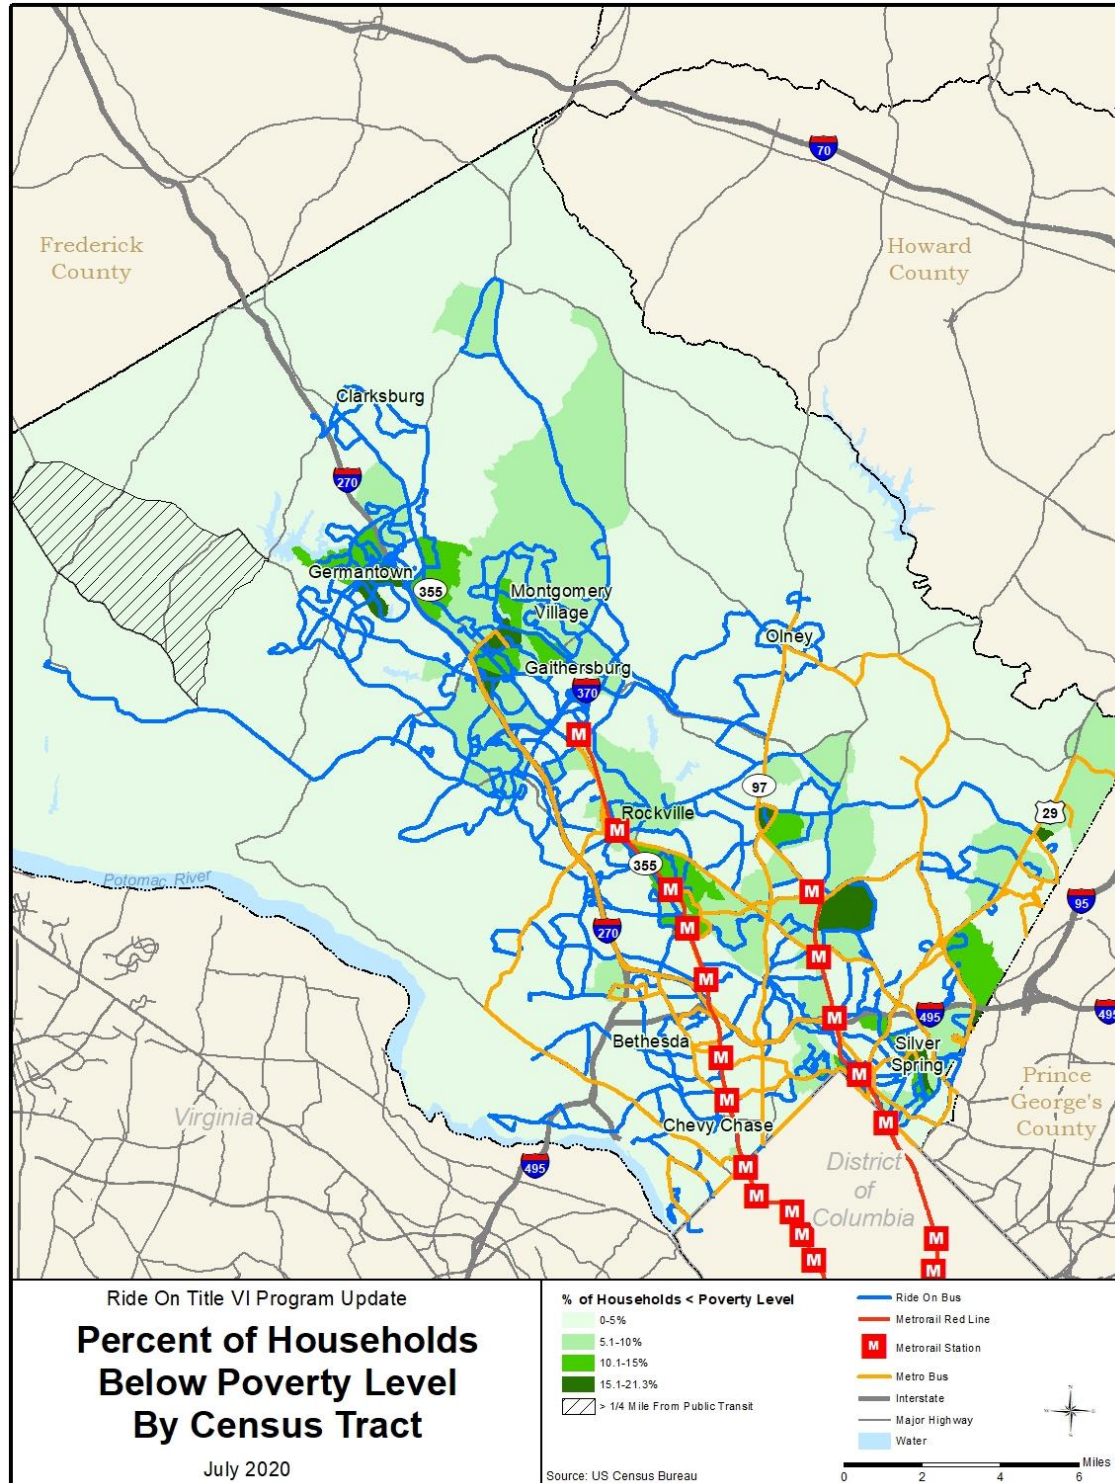 70
Frederick
County
Howard
County
Clarksburg
270
Germantown
355
Montgomery
Village
Olney
Gaithersburg
370
M
97
29
Rockville
M
355
Potomac River
M
M
95
M
270
M
M
M
495
495
Bethesda
Silver
Spring
M
M
Prince
George's
County
Virginia
M
Chevy Chase
M
495
M
District
of
Columbia
M
M
M
M
M
M
Ride On Title VI Program Update
Percent of Households
Below Poverty Level
By Census Tract
July 2020
% of Households < Poverty Level
0-5%
5.1-10%
10.1-15%
15.1-21.3%
> 1/4 Mile From Public Transit
Source: US Census Bureau
Ride On Bus
Metrorail Red Line
M Metrorail Station
Metro Bus
Interstate
Major Highway
Water
Miles
0 2 4 6